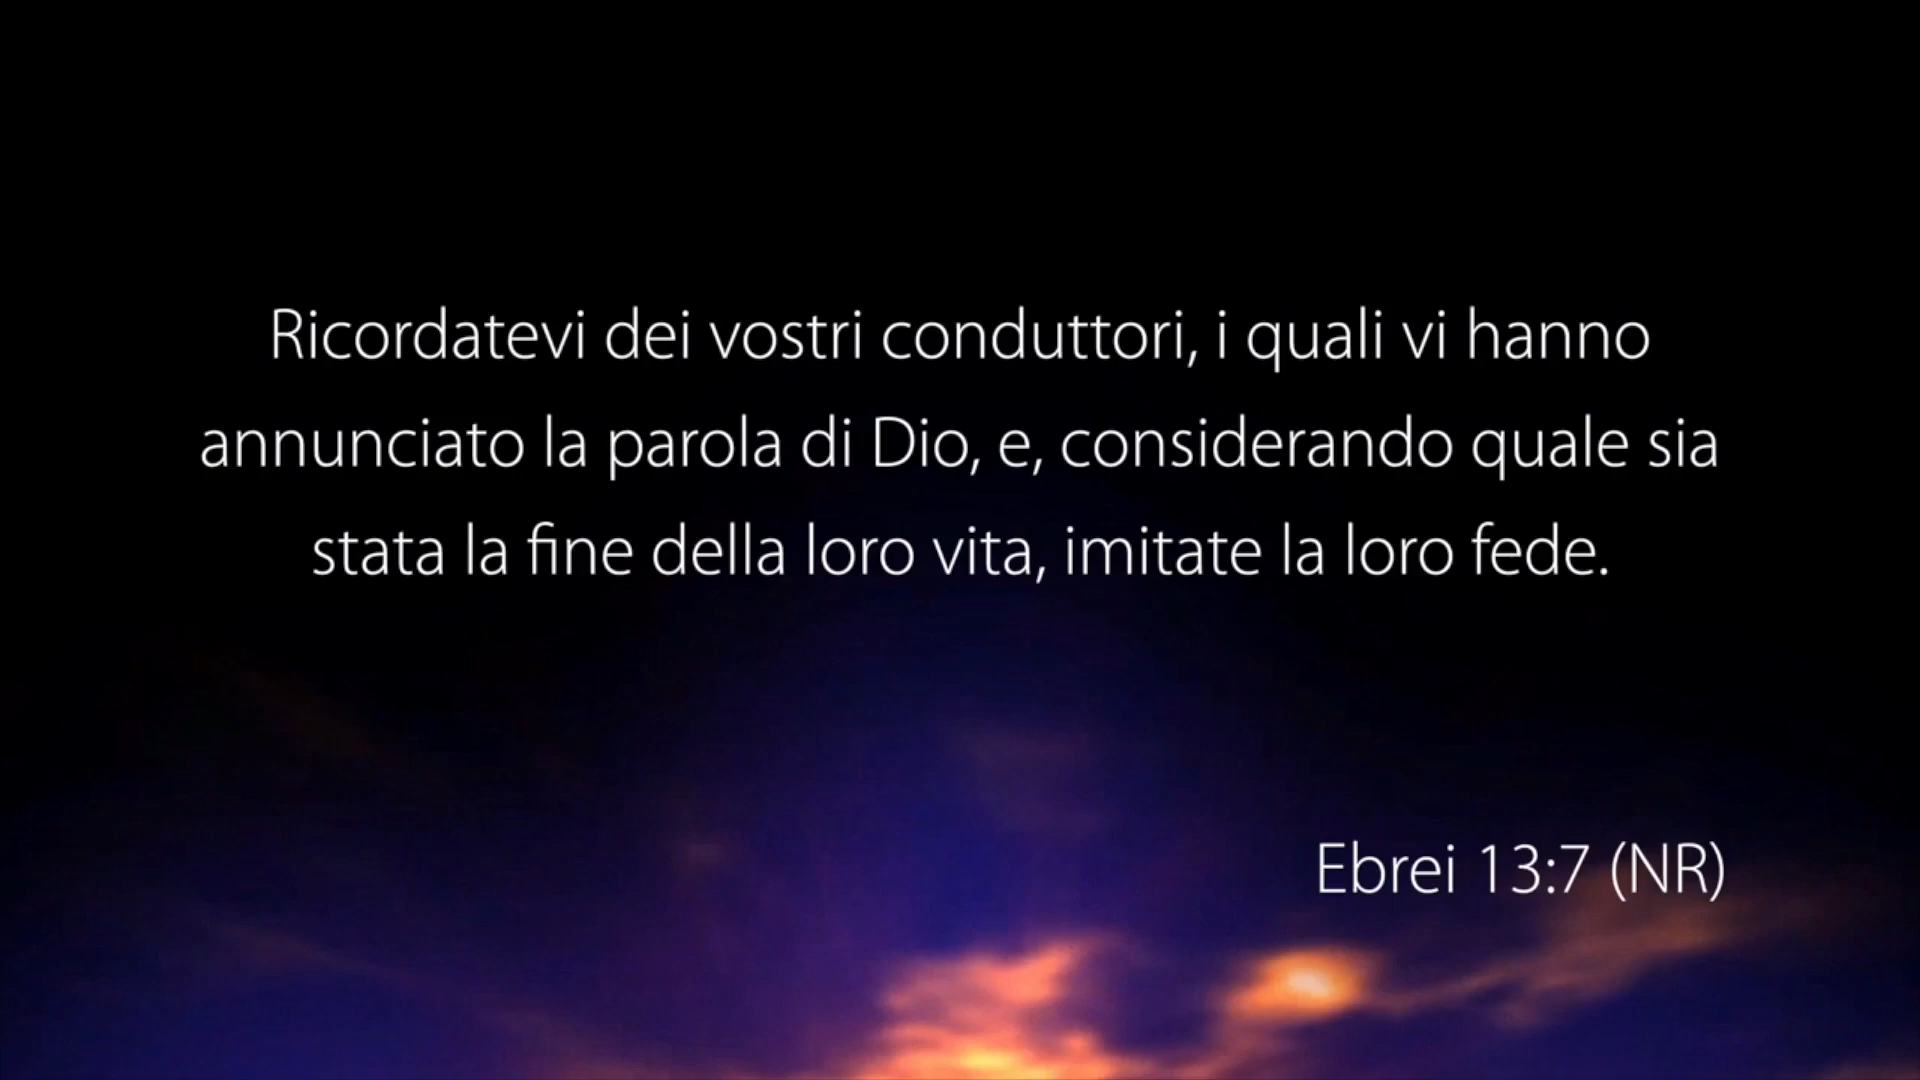 Ricordatevi dei vostri conduttori, i quali vi hanno
annunciato la parola di Dio, e, considerando quale sia
stata la fine della loro vita, imitate la loro fede.
Ebrei 13:7 (NR)